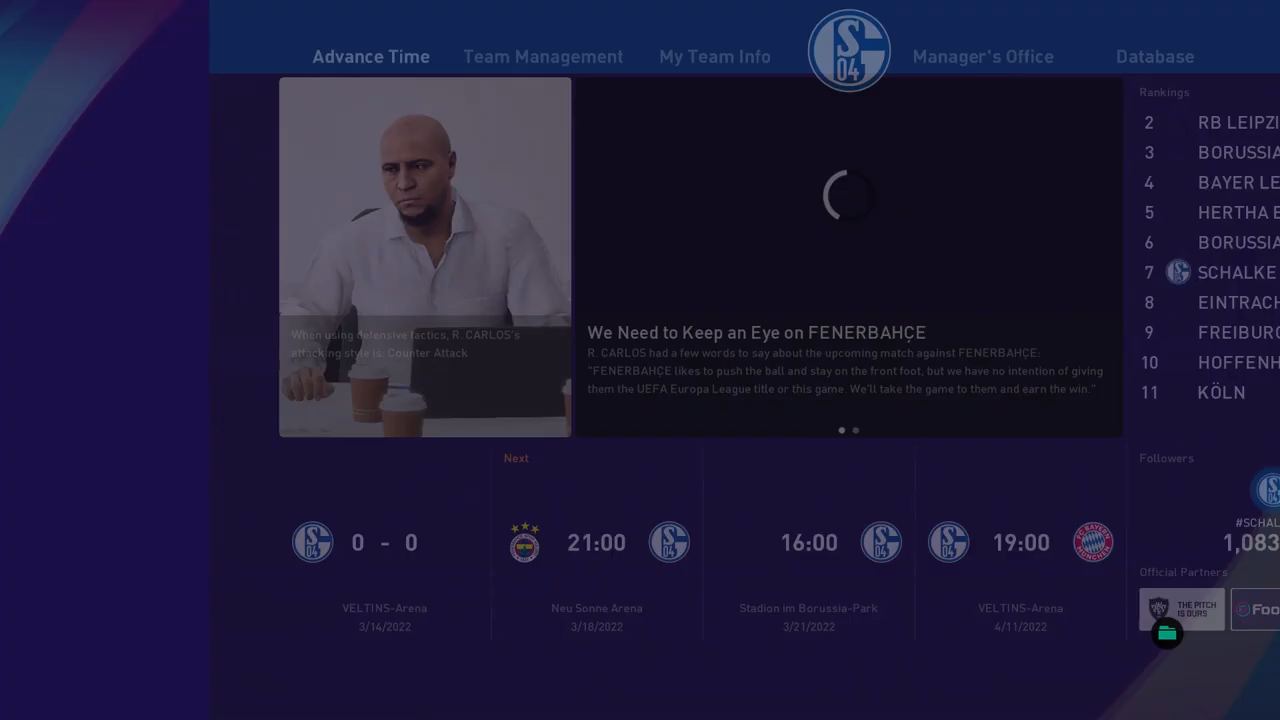 Advance Time
Team Management
My Team Info
S
04
Manager's Office
Database
Rankings
2 RB LEIPZI
3 BORUSSIA
4 BAYER LE
5 HERTHA B
6 BORUSSIA
7 SCHALKE
8 EINTRACH
9 FREIBURG
10 HOFFENH
11 KÖLN
When using defensive tactics, R. CARLOS's
attacking style is: Counter Attack
We Need to Keep an Eye on FENERBAHÇE
R. CARLOS had a few words to say about the upcoming match against FENERBAHÇE:
"FENERBAHÇE likes to push the ball and stay on the front foot, but we have no intention of giving
them the UEFA Europa League title or this game. We'll take the game to them and earn the win."
Next
0 - 0
VELTINS-Arena
3/14/2022
21:00
Neu Sonne Arena
3/18/2022
16:00
Stadion im Borussia-Park
3/21/2022
19:00
VELTINS-Arena
4/11/2022
Followers
#SCHAL
1,083
Official Partners
THE PITCH
IS OURS
Foo